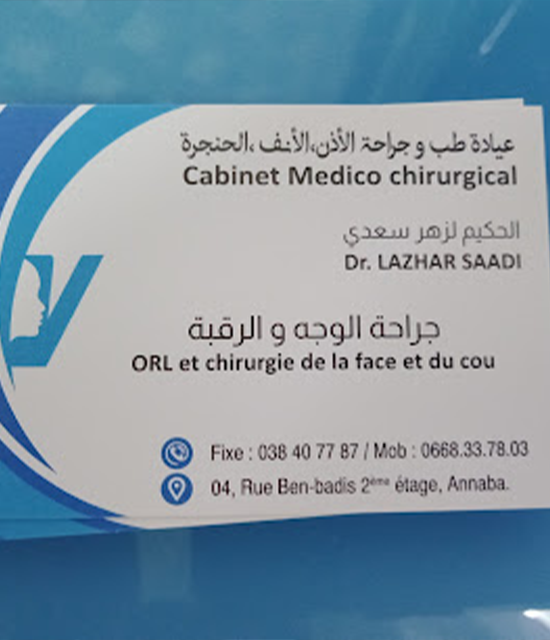 عيادة طب و جراحة الأذن،الأنف ،الحنجرة
Cabinet Medico chirurgical
الحكيم لزهر سعدي
Dr. LAZHAR SAADI
جراحة الوجه و الرقبة
ORL et chirurgie de la face et du cou
Fixe : 038 40 77 87 / Mob : 0668.33.78.03
04, Rue Ben-badis 2ème étage, Annaba.